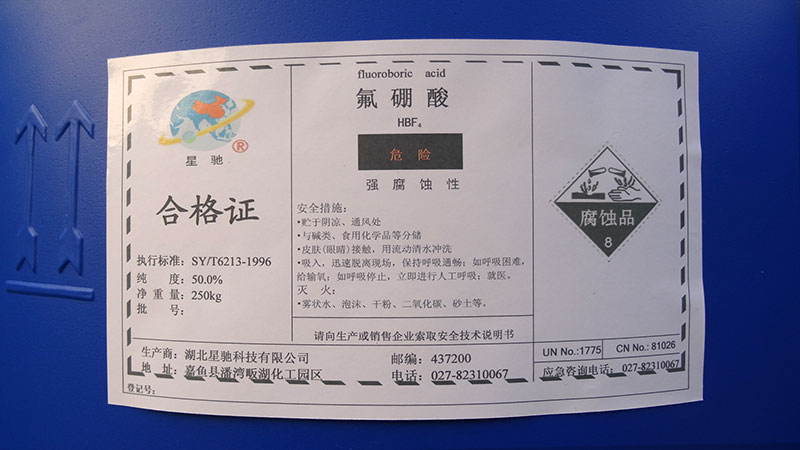 星驰 ®
合格证
执行标准：SY/T6213-1996
纯　度：50.0%
净 重 量：250kg
批　号：
fluoroboric acid
氟硼酸
HBF₄
危险
强腐蚀性
安全措施：
•贮于阴凉、通风处
•与碱类、食用化学品等分储
•皮肤(眼睛)接触，用流动清水冲洗
•吸入，迅速脱离现场，保持呼吸通畅；如呼吸困难，
给输氧；如呼吸停止，立即进行人工呼吸；就医。
灭　火：
•雾状水、泡沫、干粉、二氧化碳、砂土等。
请向生产或销售企业索取安全技术说明书
腐蚀品
8
UN No.:1775 CN No.: 81026
生产商：湖北星驰科技有限公司 邮编：437200
地　址：嘉鱼县潘湾畈湖化工园区 电话：027-82310067
应急咨询电话：027-82310067
登记号：